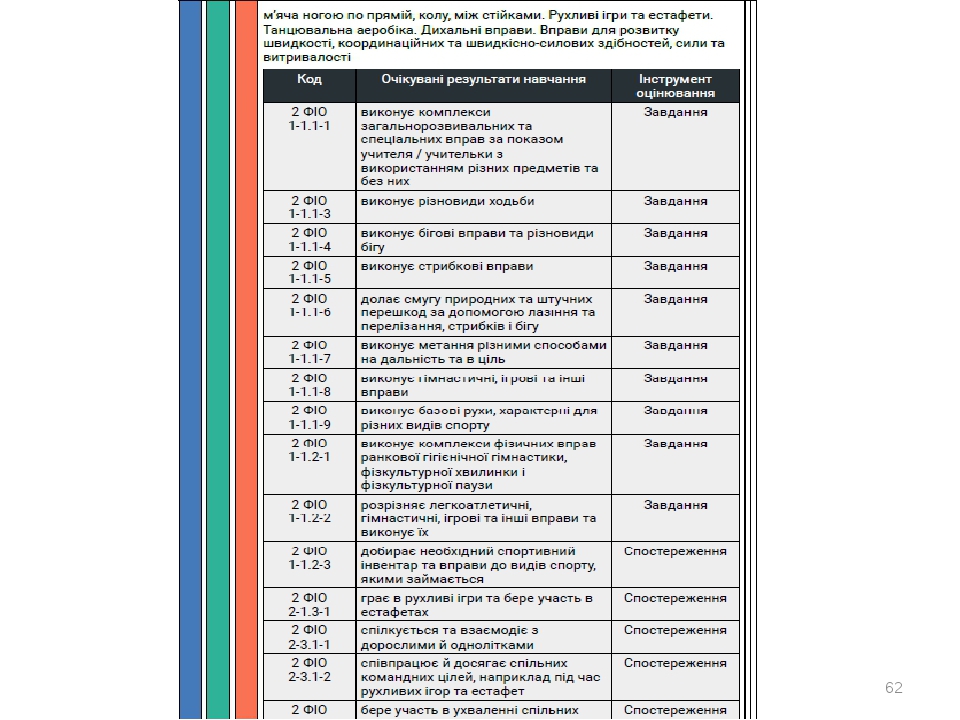 м'яча ногою по прямій, колу, між стійками. Рухливі ігри та естафети.
Танцювальна аеробіка. Дихальні вправи. Вправи для розвитку
швидкості, координаційних та швидкісно-силових здібностей, сили та
витривалості
Код Очікувані результати навчання Інструмент
оцінювання
2 ФІО виконує комплекси Завдання
1-1.1-1 загальнорозвивальних та
спеціальних вправ за показом
учителя / учительки з
використанням різних предметів та
без них
2 ФІО виконує різновиди ходьби Завдання
1-1.1-3
2 ФІО виконує бігові вправи та різновиди Завдання
1-1.1-4 бігу
2 ФІО виконує стрибкові вправи Завдання
1-1.1-5
2 ФІО долає смугу природних та штучних Завдання
1-1.1-6 перешкод за допомогою лазіння та
перелізання, стрибків і бігу
2 ФІО виконує метання різними способами Завдання
1-1.1-7 на дальність та в ціль
2 ФІО виконує гімнастичні, ігрові та інші Завдання
1-1.1-8 вправи
2 ФІО виконує базові рухи, характерні для Завдання
1-1.1-9 різних видів спорту
2 ФІО виконує комплекси фізичних вправ Завдання
1-1.2-1 ранкової гігієнічної гімнастики,
фізкультурної хвилинки і
фізкультурної паузи
2 ФІО розрізняє легкоатлетичні, Завдання
1-1.2-2 гімнастичні, ігрові та інші вправи та
виконує їх
2 ФІО добирає необхідний спортивний Спостереження
1-1.2-3 інвентар та вправи до видів спорту,
якими займається
2 ФІО грає в рухливі ігри та бере участь в Спостереження
2-1.3-1 естафетах
2 ФІО спілкується та взаємодіє з Спостереження
2-3.1-1 дорослими й однолітками
2 ФІО співпрацює й досягає спільних Спостереження
2-3.1-2 командних цілей, наприклад під час
рухливих ігор та естафет
2 ФІО бере участь в ухваленні спільних Спостереження
62